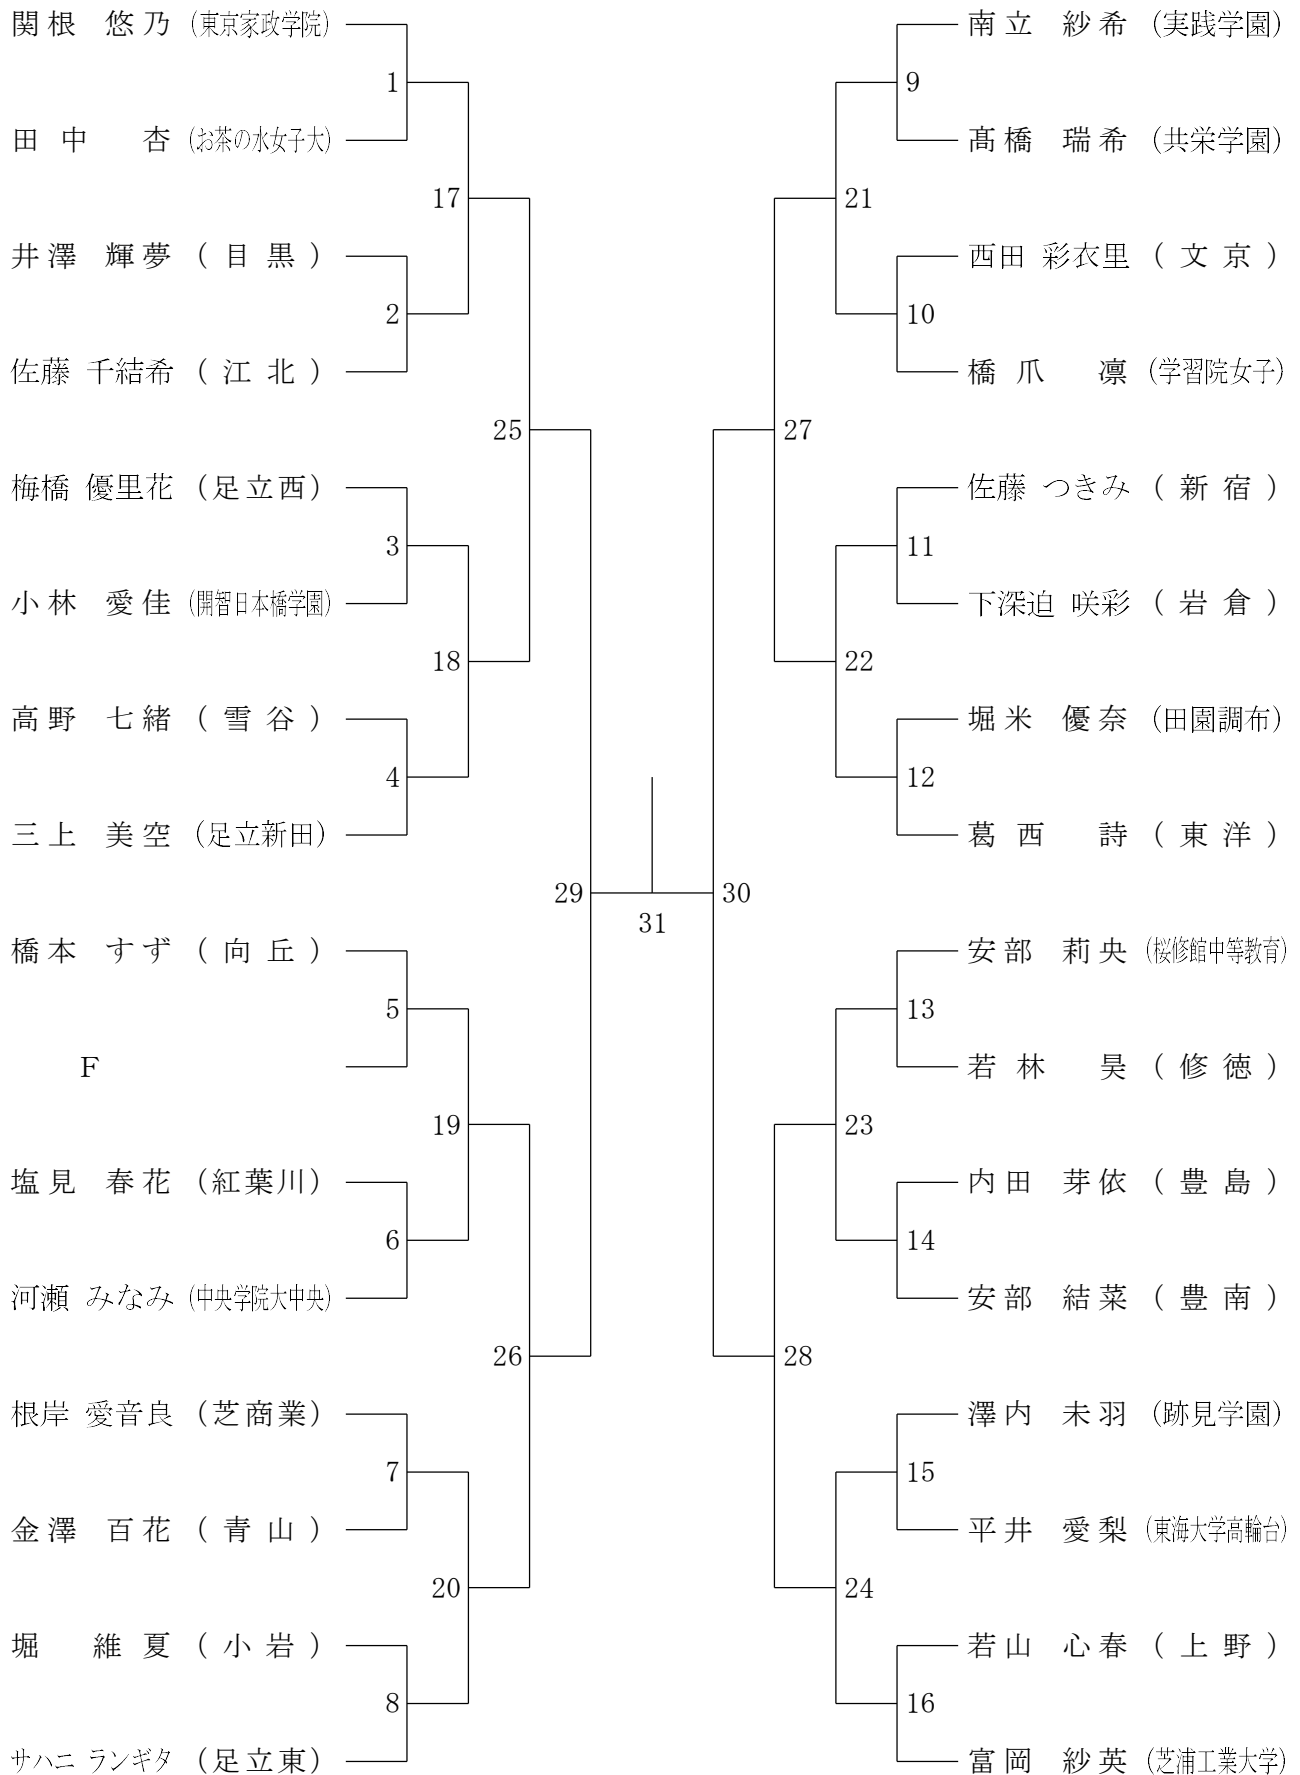 関根 悠乃 (東京家政学院)
1
田中 杏 (お茶の水女子大)
17
井澤 輝夢 (目黒)
2
佐藤 千結希 (江北)
25
梅橋 優里花 (足立西)
3
小林 愛佳 (開智日本橋学園)
18
高野 七緒 (雪谷)
4
三上 美空 (足立新田)
29
橋本 すず (向丘)
5
F
19
塩見 春花 (紅葉川)
6
河瀬 みなみ (中央学院大中央)
26
根岸 愛音良 (芝商業)
7
金澤 百花 (青山)
20
堀 維夏 (小岩)
8
サハニ ランギタ (足立東)
31
南立 紗希 (実践学園)
9
髙橋 瑞希 (共栄学園)
21
西田 彩衣里 (文京)
10
橋爪 凛 (学習院女子)
27
佐藤 つきみ (新宿)
11
下深迫 咲彩 (岩倉)
22
堀米 優奈 (田園調布)
12
葛西 詩 (東洋)
30
安部 莉央 (桜修館中等教育)
13
若林 昊 (修徳)
23
内田 芽依 (豊島)
14
安部 結菜 (豊南)
28
澤内 未羽 (跡見学園)
15
平井 愛梨 (東海大学高輪台)
24
若山 心春 (上野)
16
富岡 紗英 (芝浦工業大学)